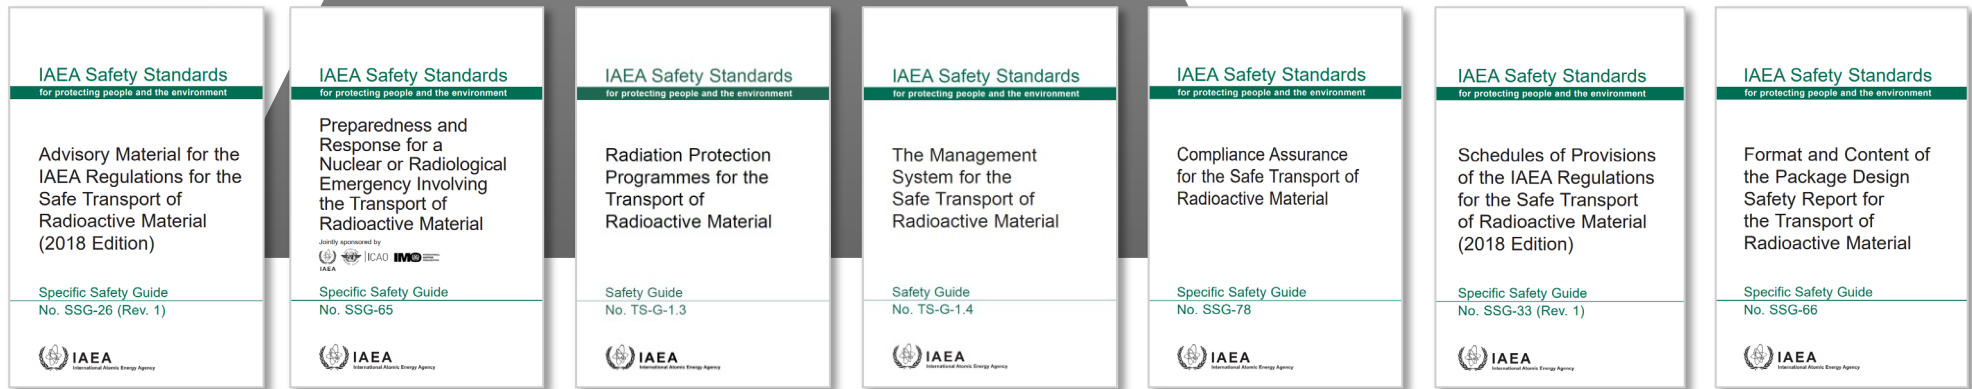 IAEA Safety Standards
for protecting people and the environment
Advisory Material for the
IAEA Regulations for the
Safe Transport of
Radioactive Material
(2018 Edition)
Specific Safety Guide
No. SSG-26 (Rev. 1)
IAEA
International Atomic Energy Agency
IAEA Safety Standards
for protecting people and the environment
Preparedness and
Response for a
Nuclear or Radiological
Emergency Involving
the Transport of
Radioactive Material
Jointly sponsored by
IAEA
ICAO
IMO
Specific Safety Guide
No. SSG-65
IAEA
International Atomic Energy Agency
IAEA Safety Standards
for protecting people and the environment
Radiation Protection
Programmes for the
Transport of
Radioactive Material
Safety Guide
No. TS-G-1.3
IAEA
International Atomic Energy Agency
IAEA Safety Standards
for protecting people and the environment
The Management
System for the
Safe Transport of
Radioactive Material
Safety Guide
No. TS-G-1.4
IAEA
International Atomic Energy Agency
IAEA Safety Standards
for protecting people and the environment
Compliance Assurance
for the Safe Transport of
Radioactive Material
Specific Safety Guide
No. SSG-78
IAEA
International Atomic Energy Agency
IAEA Safety Standards
for protecting people and the environment
Schedules of Provisions
of the IAEA Regulations
for the Safe Transport
of Radioactive Material
(2018 Edition)
Specific Safety Guide
No. SSG-33 (Rev. 1)
IAEA
International Atomic Energy Agency
IAEA Safety Standards
for protecting people and the environment
Format and Content of
the Package Design
Safety Report for
the Transport of
Radioactive Material
Specific Safety Guide
No. SSG-66
IAEA
International Atomic Energy Agency